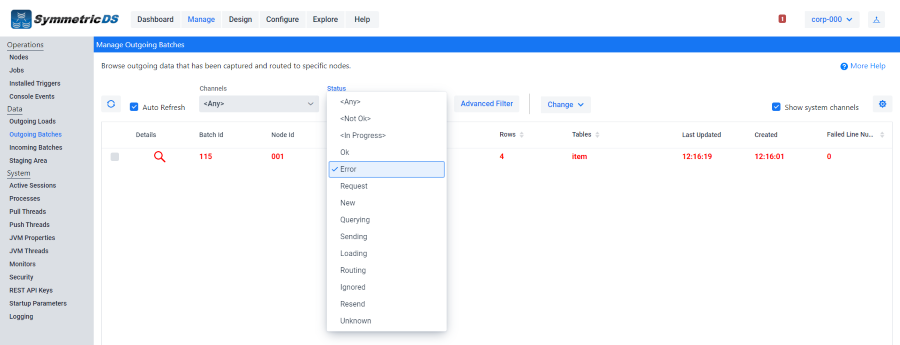 SymmetricDS
Dashboard Manage Design Configure Explore Help
1
corp-000
Operations
Nodes
Jobs
Installed Triggers
Console Events
Data
Outgoing Loads
Outgoing Batches
Incoming Batches
Staging Area
System
Active Sessions
Processes
Pull Threads
Push Threads
JVM Properties
JVM Threads
Monitors
Security
REST API Keys
Startup Parameters
Logging
Manage Outgoing Batches
Browse outgoing data that has been captured and routed to specific nodes.
More Help
Auto Refresh
Channels
<Any>
Status
<Any>
<Not Ok>
<In Progress>
Ok
Error
Request
New
Querying
Sending
Loading
Routing
Ignored
Resend
Unknown
Advanced Filter
Change
Show system channels
Details Batch Id Node Id Rows Tables Last Updated Created Failed Line Nu...
115 001 4 item 12:16:19 12:16:01 0